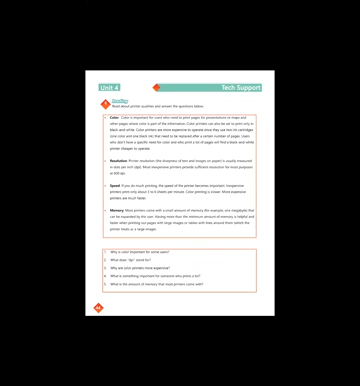 Unit 4
Tech Support
Reading
Read about printer qualities and answer the questions below.
Color: Color is important for users who need to print pages for presentations or maps and
other pages where color is part of the information. Color printers can also be set to print only in
black and white. Color printers are more expensive to operate since they use two ink cartridges
(one color and one black ink) that need to be replaced after a certain number of pages. Users
who don't have a specific need for color and who print a lot of pages will find a black and white
printer cheaper to operate.
Resolution: Printer resolution (the sharpness of text and images on paper) is usually measured
in dots per inch (dpi). Most inexpensive printers provide sufficient resolution for most purposes
at 600 dpi.
Speed: If you do much printing, the speed of the printer becomes important. Inexpensive
printers print only about 3 to 6 sheets per minute. Color printing is slower. More expensive
printers are much faster.
Memory: Most printers come with a small amount of memory (for example, one megabyte) that
can be expanded by the user. Having more than the minimum amount of memory is helpful and
faster when printing out pages with large images or tables with lines around them (which the
printer treats as a large image).
1. Why is color important for some users?
2. What does "dpi" stand for?
3. Why are color printers more expensive?
4. What is something important for someone who prints a lot?
5. What is the amount of memory that most printers come with?